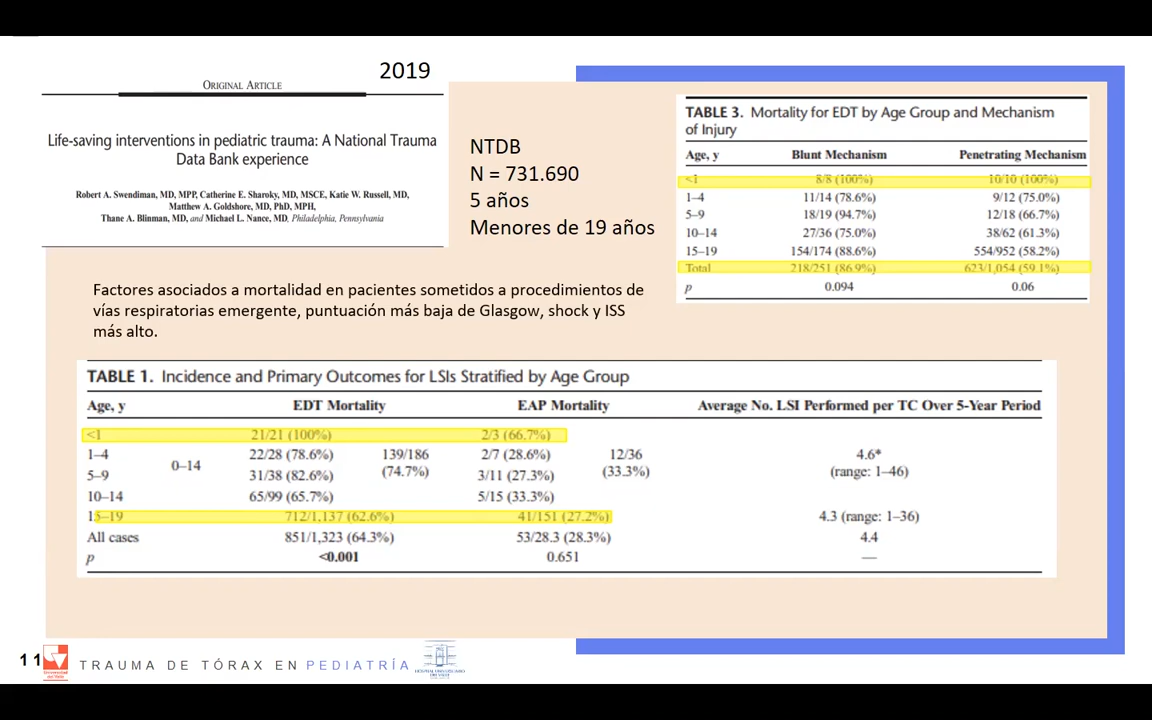 2019
ORIGINAL ARTICLE
Life-saving interventions in pediatric trauma: A National Trauma
Data Bank experience
Robert A. Swendiman, MD, MPP, Catherine E. Sharoky, MD, MSCE, Katie W. Russell, MD,
Matthew A. Goldshore, MD, PhD, MPH,
Thane A. Blinman, MD, and Michael L. Nance, MD, Philadelphia, Pennsylvania
NTDB
N = 731.690
5 años
Menores de 19 años
TABLE 3. Mortality for EDT by Age Group and Mechanism
of Injury
Age, y Blunt Mechanism Penetrating Mechanism
<1 8/8 (100%) 10/10 (100%)
1–4 11/14 (78.6%) 9/12 (75.0%)
5–9 18/19 (94.7%) 12/18 (66.7%)
10–14 27/36 (75.0%) 38/62 (61.3%)
15–19 154/174 (88.6%) 554/952 (58.2%)
Total 218/251 (86.9%) 623/1,054 (59.1%)
p 0.094 0.06
Factores asociados a mortalidad en pacientes sometidos a procedimientos de
vías respiratorias emergente, puntuación más baja de Glasgow, shock y ISS
más alto.
TABLE 1. Incidence and Primary Outcomes for LSIs Stratified by Age Group
Age, y EDT Mortality EAP Mortality Average No. LSI Performed per TC Over 5-Year Period
<1 21/21 (100%) 2/3 (66.7%)
1–4 22/28 (78.6%) 139/186 2/7 (28.6%) 12/36 4.6*
0–14 (74.7%) (33.3%) (range: 1–46)
5–9 31/38 (82.6%) 3/11 (27.3%)
10–14 65/99 (65.7%) 5/15 (33.3%)
15–19 712/1,137 (62.6%) 41/151 (27.2%) 4.3 (range: 1–36)
All cases 851/1,323 (64.3%) 53/28.3 (28.3%) 4.4
p <0.001 0.651 —
11
TRAUMA DE TÓRAX EN PEDIATRÍA